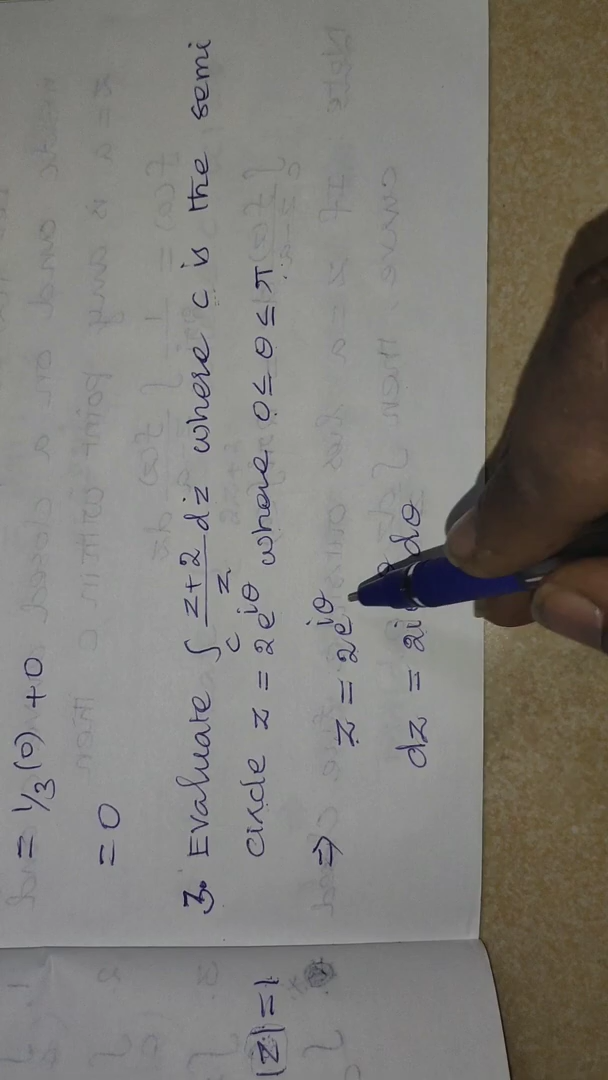 = 1/3 (0) + 0
= 0
3. Evaluate ∫c z+2/z dz where c is the semi
circle z = 2e^iθ where 0 ≤ θ ≤ π
⇒ z = 2e^iθ
dz = 2i dθ
|z| = 1